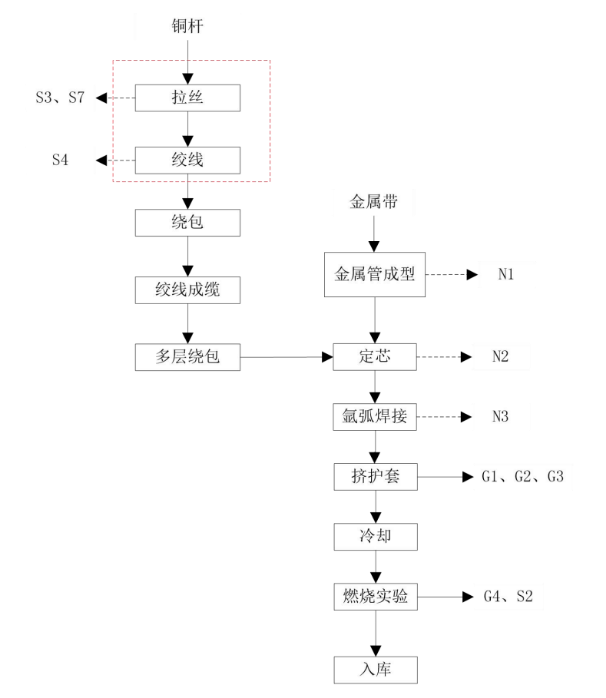 铜杆
S3、S7
拉丝
S4
绞线
绕包
绞线成缆
多层绕包
金属带
金属管成型
N1
定芯
N2
氩弧焊接
N3
挤护套
G1、G2、G3
冷却
燃烧实验
G4、S2
入库